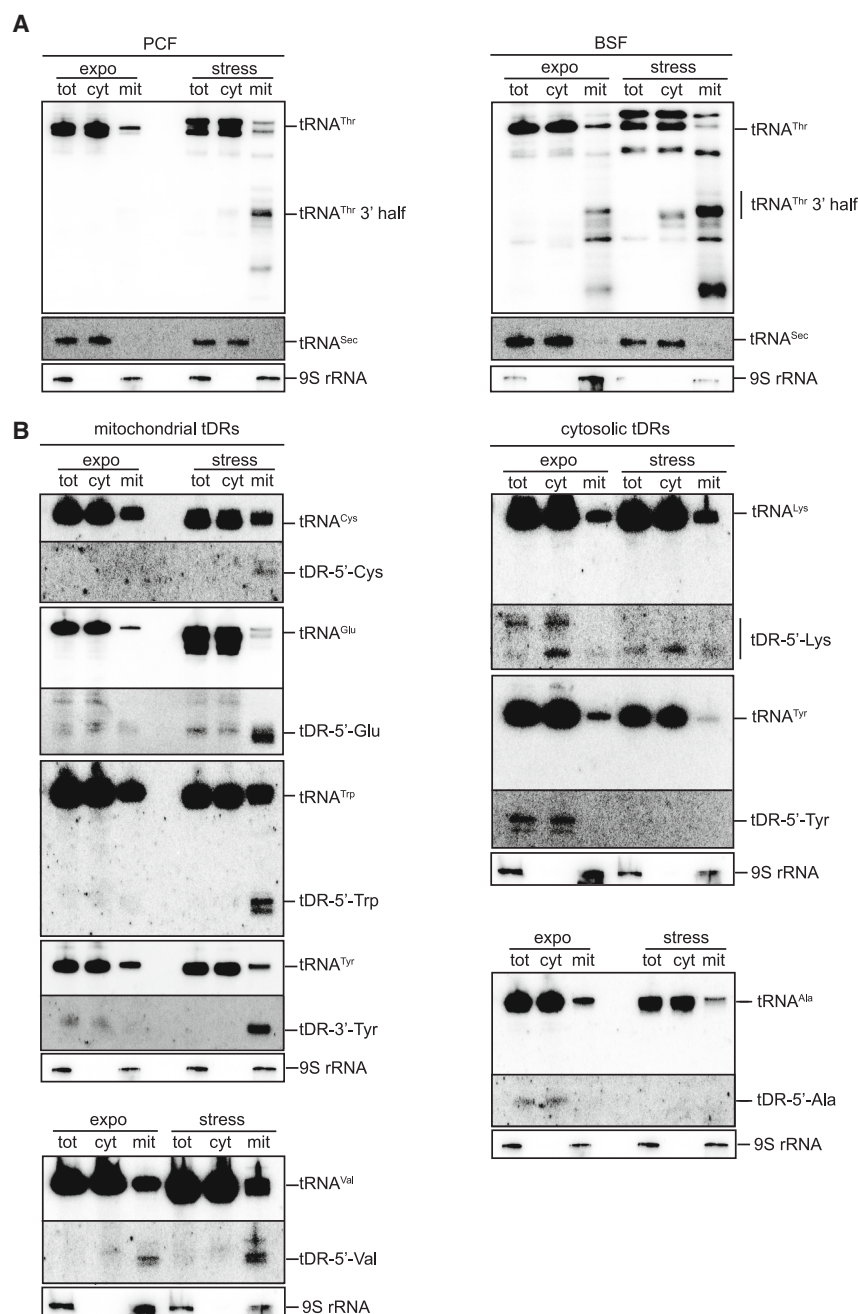 A
PCF
expo stress
tot cyt mit tot cyt mit
tRNAThr
tRNAThr 3' half
tRNASec
9S rRNA
BSF
expo stress
tot cyt mit tot cyt mit
tRNAThr
tRNAThr 3' half
tRNASec
9S rRNA
B
mitochondrial tDRs
expo stress
tot cyt mit tot cyt mit
tRNACys
tDR-5'-Cys
tRNAGlu
tDR-5'-Glu
tRNATrp
tDR-5'-Trp
tRNATyr
tDR-3'-Tyr
9S rRNA
expo stress
tot cyt mit tot cyt mit
tRNAVal
tDR-5'-Val
9S rRNA
cytosolic tDRs
expo stress
tot cyt mit tot cyt mit
tRNALys
tDR-5'-Lys
tRNATyr
tDR-5'-Tyr
9S rRNA
expo stress
tot cyt mit tot cyt mit
tRNAAla
tDR-5'-Ala
9S rRNA